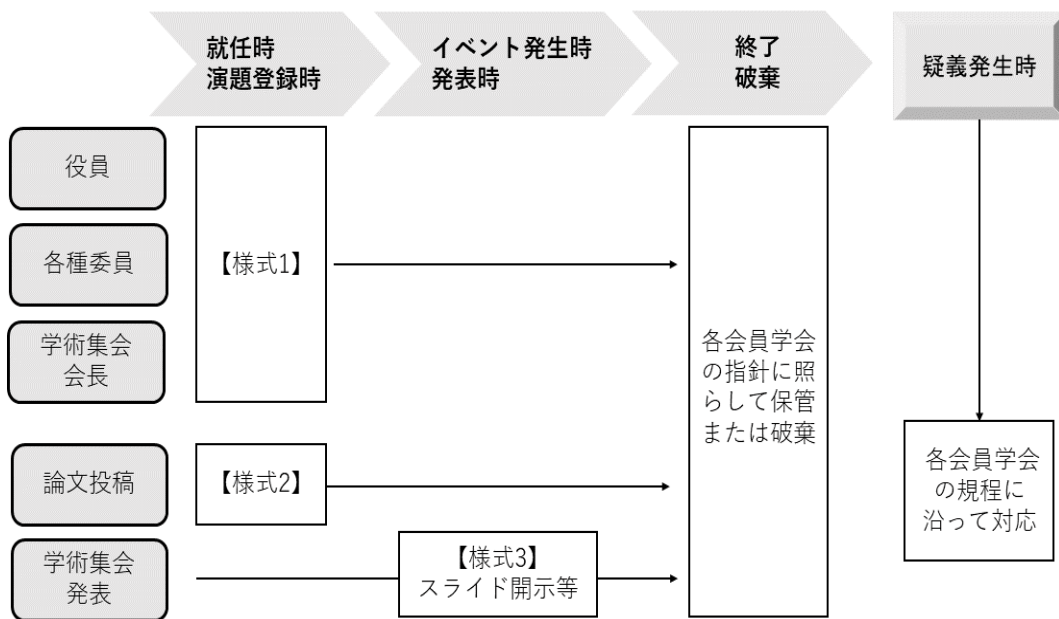 就任時
演題登録時
イベント発生時
発表時
終了
破棄
疑義発生時
役員
各種委員
学術集会
会長
【様式1】
論文投稿
【様式2】
学術集会
発表
【様式3】
スライド開示等
各会員学会
の指針に照
らして保管
または破棄
各会員学会
の規程に
沿って対応